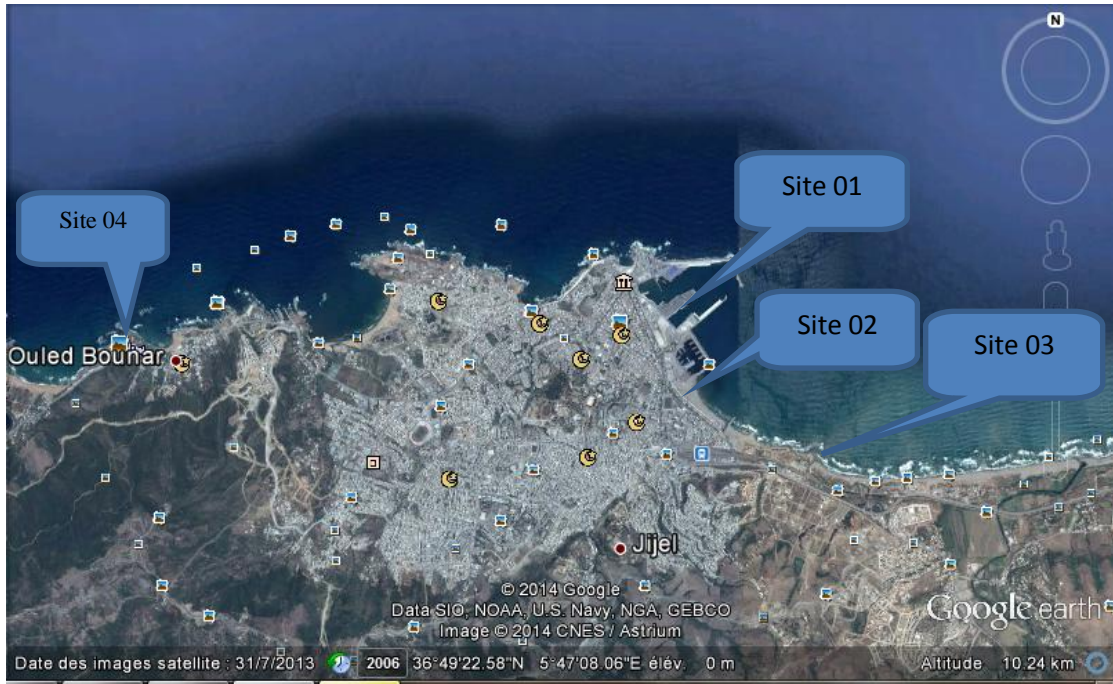 N
Site 01
Site 04
Site 02
Site 03
Ouled Bounar
Jijel
© 2014 Google
Data SIO, NOAA, U.S. Navy, NGA, GEBCO
Image © 2014 CNES / Astrium
Google earth
Date des images satellite : 31/7/2013 2006 36°49'22.58"N 5°47'08.06"E élév. 0 m Altitude 10.24 km